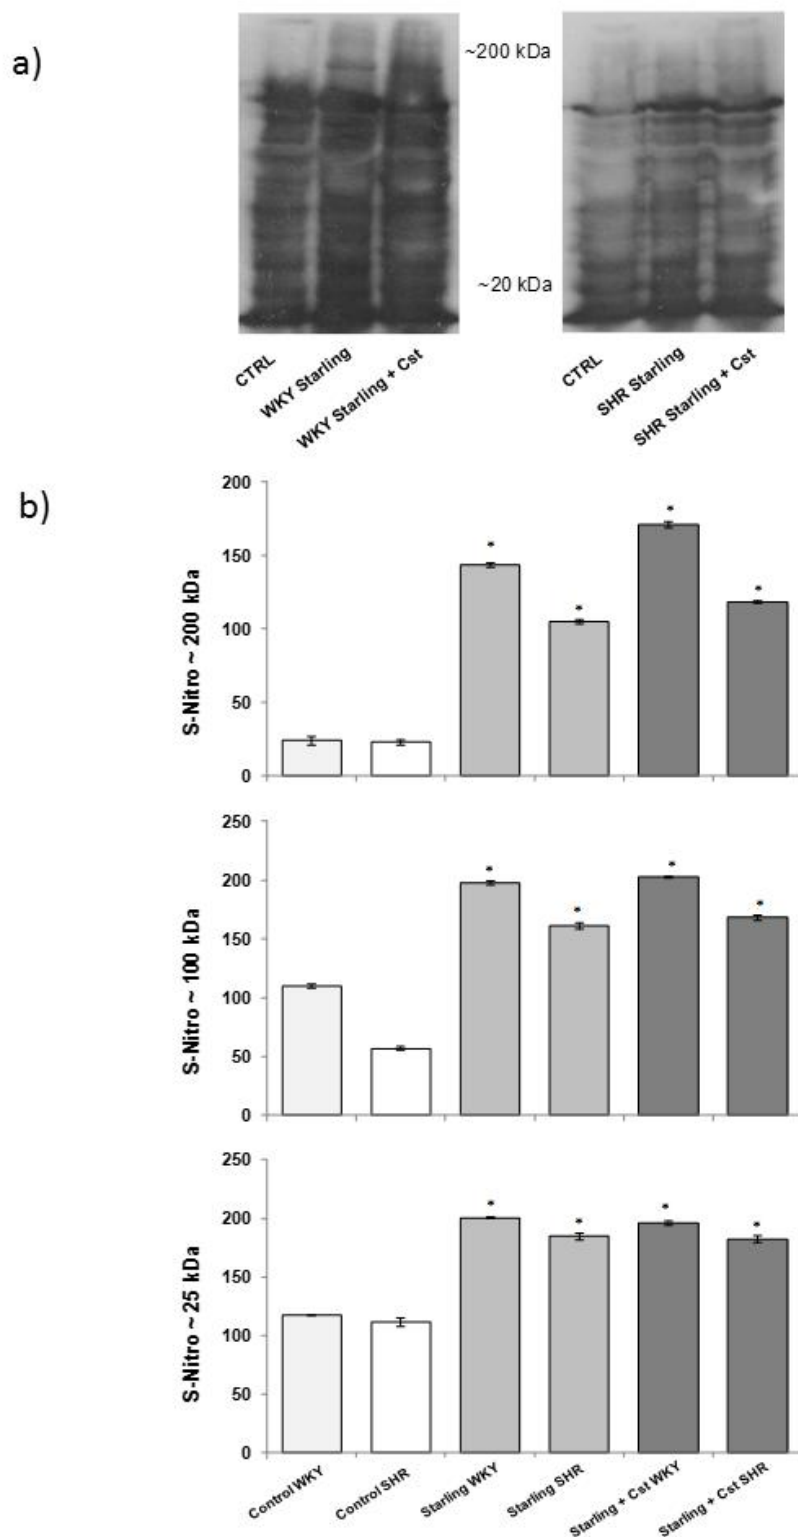 a)
~200 kDa
~20 kDa
CTRL
WKY Starling
WKY Starling + Cst
CTRL
SHR Starling
SHR Starling + Cst
b)
S-Nitro ~ 200 kDa
200
150
100
50
0
*
*
*
*
S-Nitro ~ 100 kDa
250
200
150
100
50
0
*
*
*
*
S-Nitro ~ 25 kDa
250
200
150
100
50
0
*
*
*
*
Control WKY
Control SHR
Starling WKY
Starling SHR
Starling + Cst WKY
Starling + Cst SHR